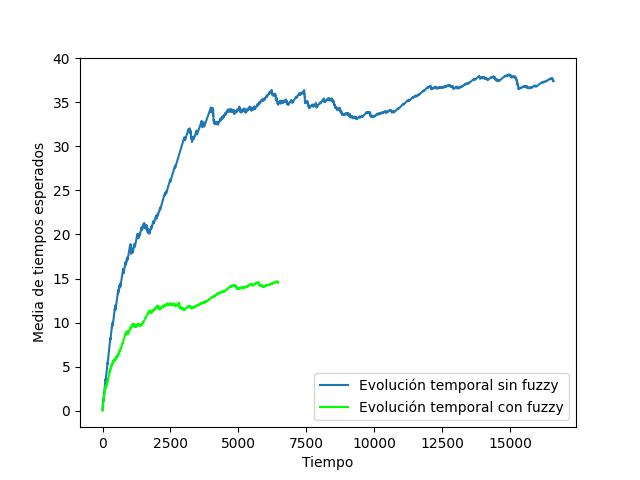 40
35
30
25
20
15
10
5
0
Media de tiempos esperados
0 2500 5000 7500 10000 12500 15000
Tiempo
Evolución temporal sin fuzzy
Evolución temporal con fuzzy